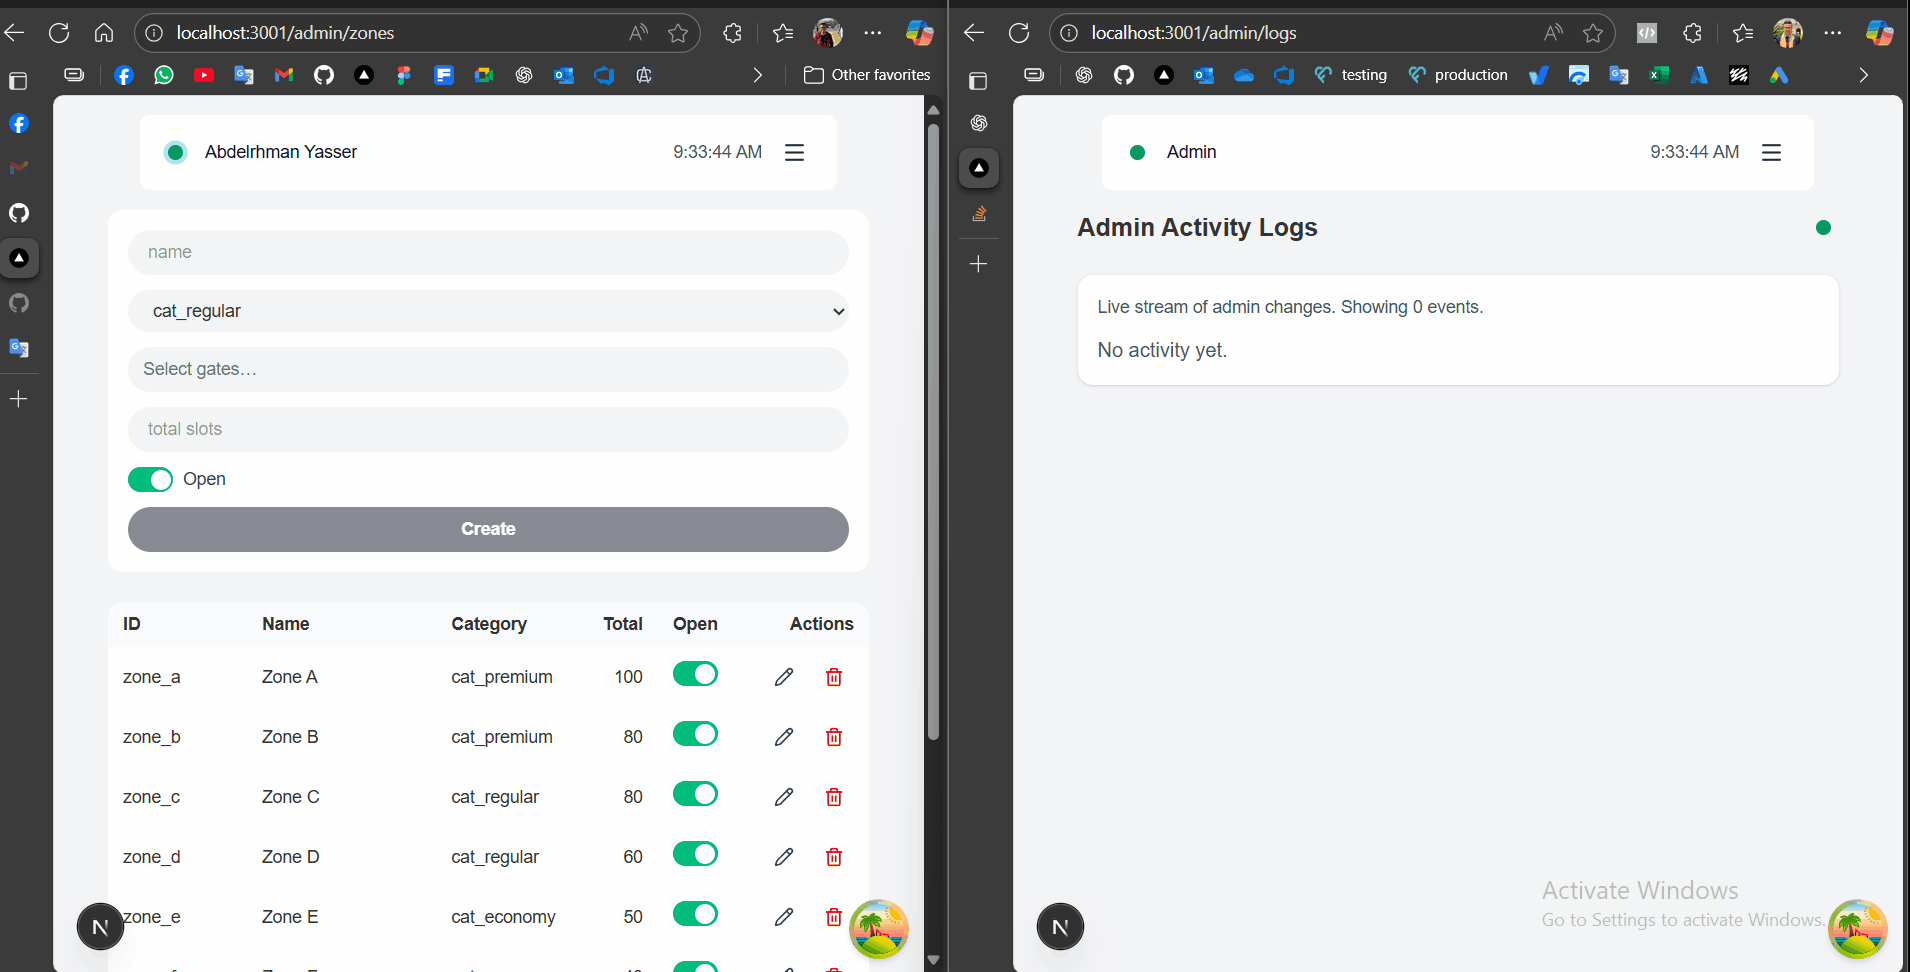 localhost:3001/admin/zones
Other favorites
Abdelrhman Yasser
9:33:44 AM
name
cat_regular
Select gates…
total slots
Open
Create
ID Name Category Total Open Actions
zone_a Zone A cat_premium 100
zone_b Zone B cat_premium 80
zone_c Zone C cat_regular 80
zone_d Zone D cat_regular 60
zone_e Zone E cat_economy 50
N
localhost:3001/admin/logs
testing
production
Admin
9:33:44 AM
Admin Activity Logs
Live stream of admin changes. Showing 0 events.
No activity yet.
Activate Windows
Go to Settings to activate Windows.
N